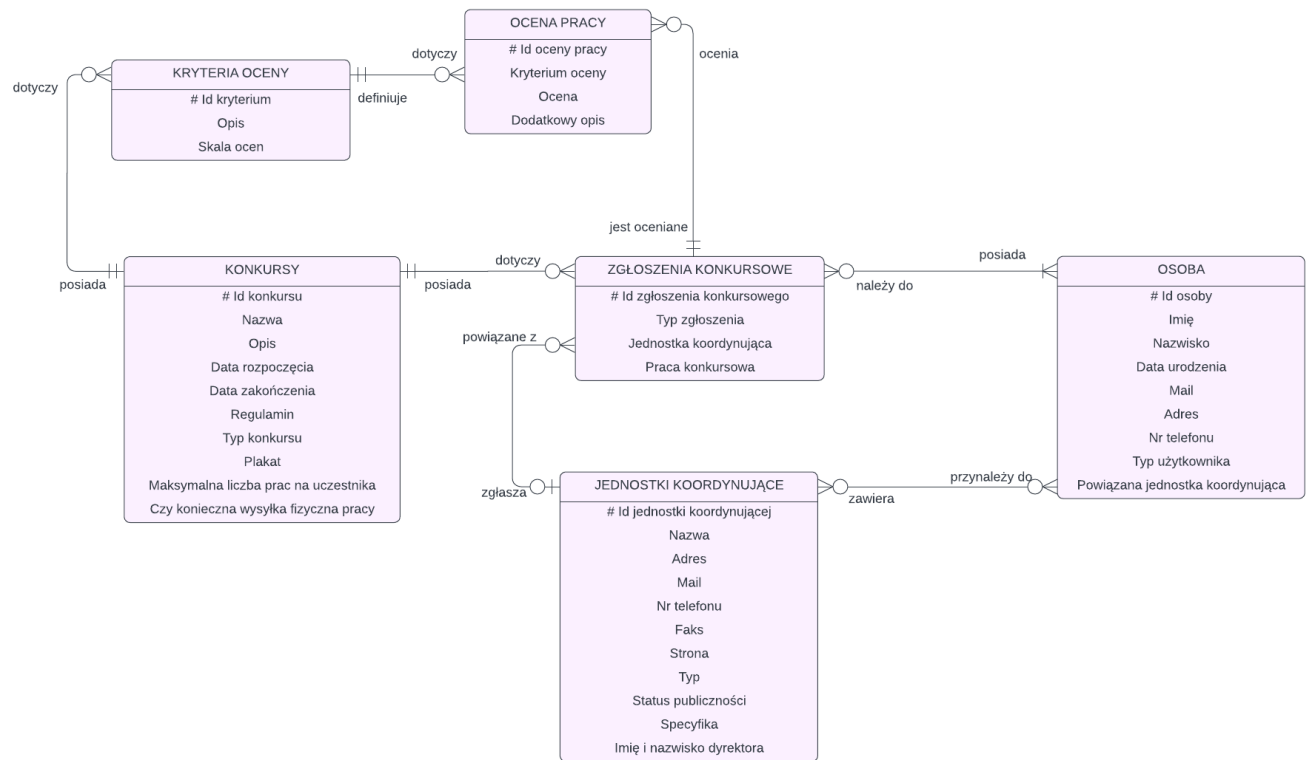 OCENA PRACY
# Id oceny pracy
Kryterium oceny
Ocena
Dodatkowy opis
dotyczy
ocenia
KRYTERIA OCENY
# Id kryterium
Opis
Skala ocen
dotyczy
definiuje
jest oceniane
posiada
KONKURSY
# Id konkursu
Nazwa
Opis
Data rozpoczęcia
Data zakończenia
Regulamin
Typ konkursu
Plakat
Maksymalna liczba prac na uczestnika
Czy konieczna wysyłka fizyczna pracy
posiada
dotyczy
ZGŁOSZENIA KONKURSOWE
# Id zgłoszenia konkursowego
Typ zgłoszenia
Jednostka koordynująca
Praca konkursowa
należy do
posiada
OSOBA
# Id osoby
Imię
Nazwisko
Data urodzenia
Mail
Adres
Nr telefonu
Typ użytkownika
Powiązana jednostka koordynująca
powiązane z
zgłasza
JEDNOSTKI KOORDYNUJĄCE
# Id jednostki koordynującej
Nazwa
Adres
Mail
Nr telefonu
Faks
Strona
Typ
Status publiczności
Specyfika
Imię i nazwisko dyrektora
zawiera
przynależy do